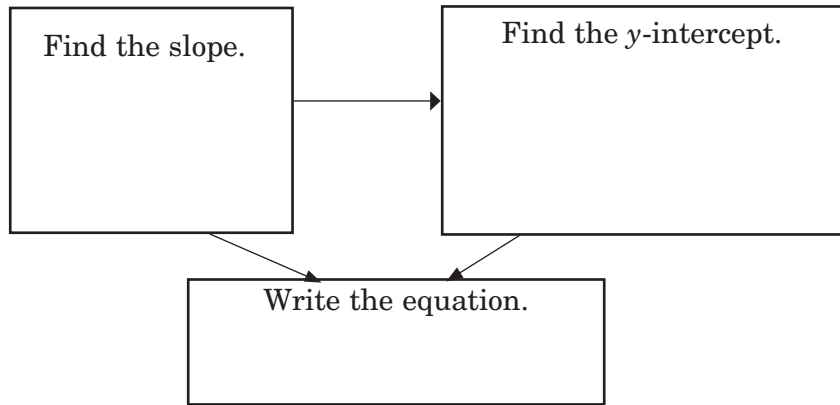 Find the slope.
Find the y-intercept.
Write the equation.